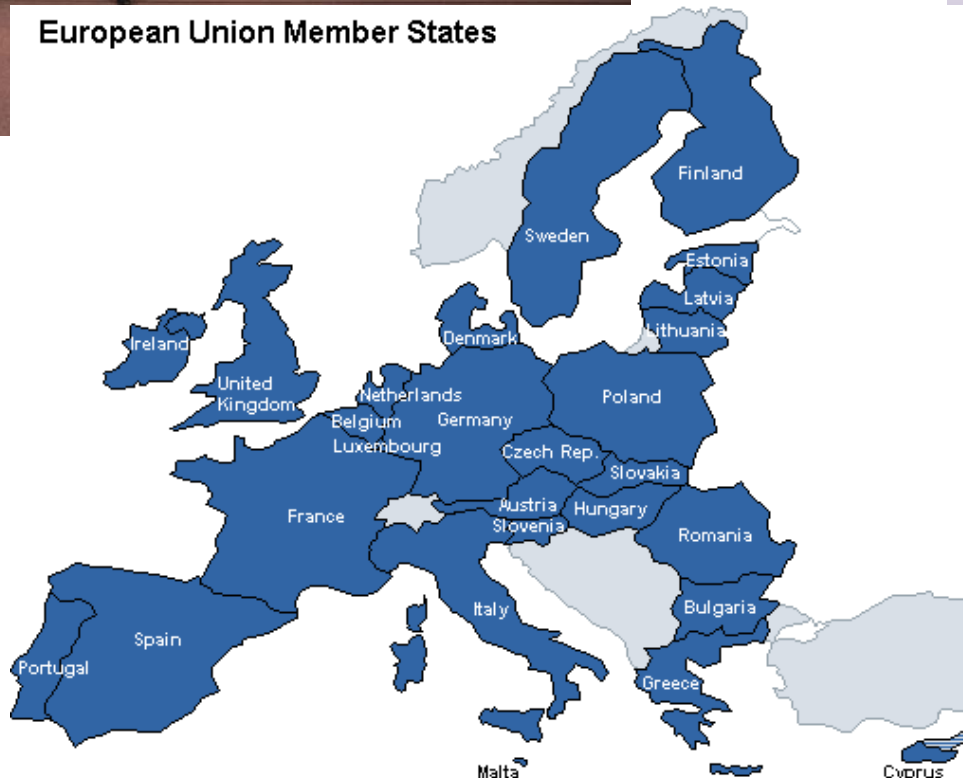 European Union Member States
Finland
Sweden
Estonia
Latvia
Lithuania
Denmark
Ireland
United
Kingdom
Netherlands
Belgium
Germany
Luxembourg
Poland
Czech Rep.
Slovakia
France
Austria
Hungary
Slovenia
Romania
Italy
Bulgaria
Spain
Portugal
Greece
Malta
Cyprus